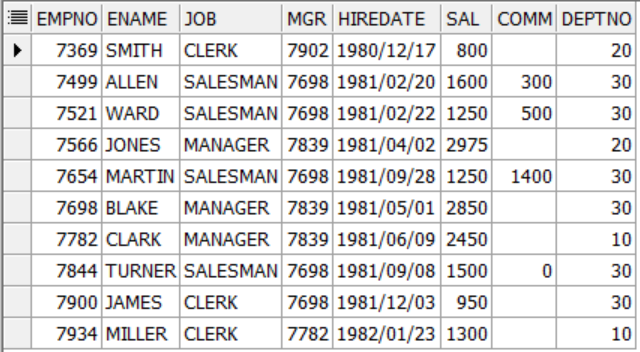 EMPNO ENAME JOB MGR HIREDATE SAL COMM DEPTNO
7369 SMITH CLERK 7902 1980/12/17 800 20
7499 ALLEN SALESMAN 7698 1981/02/20 1600 300 30
7521 WARD SALESMAN 7698 1981/02/22 1250 500 30
7566 JONES MANAGER 7839 1981/04/02 2975 20
7654 MARTIN SALESMAN 7698 1981/09/28 1250 1400 30
7698 BLAKE MANAGER 7839 1981/05/01 2850 30
7782 CLARK MANAGER 7839 1981/06/09 2450 10
7844 TURNER SALESMAN 7698 1981/09/08 1500 0 30
7900 JAMES CLERK 7698 1981/12/03 950 30
7934 MILLER CLERK 7782 1982/01/23 1300 10